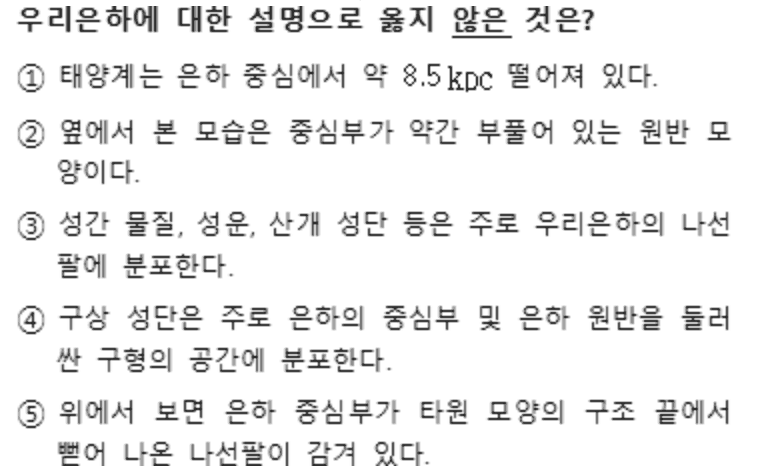 우리은하에 대한 설명으로 옳지 않은 것은?
① 태양계는 은하 중심에서 약 8.5kpc 떨어져 있다.
② 옆에서 본 모습은 중심부가 약간 부풀어 있는 원반 모
양이다.
③ 성간 물질, 성운, 산개 성단 등은 주로 우리은하의 나선
팔에 분포한다.
④ 구상 성단은 주로 은하의 중심부 및 은하 원반을 둘러
싼 구형의 공간에 분포한다.
⑤ 위에서 보면 은하 중심부가 타원 모양의 구조 끝에서
뻗어 나온 나선팔이 감겨 있다.